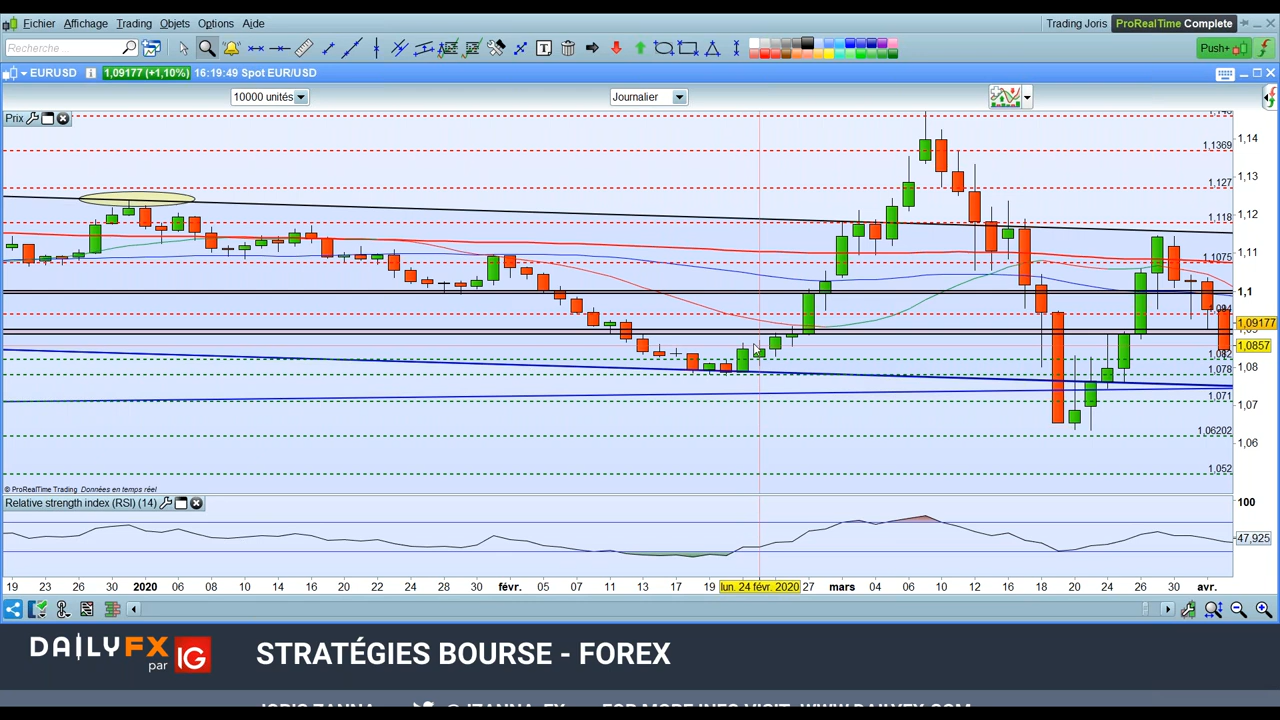 Fichier Affichage Trading Objets Options Aide
Trading Joris ProRealTime Complete
Recherche...
T
Push+
EURUSD i 1,09177 (+1,10%) 16:19:49 Spot EUR/USD
10000 unités
Journalier
Prix
1,14
1.1369
1,13
1.127
1,12
1.118
1,11
1.1075
1,1
1,09177
1,0857
1.082
1.078
1,08
1.071
1,07
1.06202
1,06
1.052
© ProRealTime Trading Données en temps réel
Relative strength index (RSI) (14)
100
47,925
19 23 26 30 2020 06 08 10 14 16 20 22 24 28 30 févr. 05 07 11 13 17 19 lun. 24 févr. 2020 27 mars 04 06 10 12 16 18 20 24 26 30 avr.
DAILYFX
par IG
STRATÉGIES BOURSE - FOREX